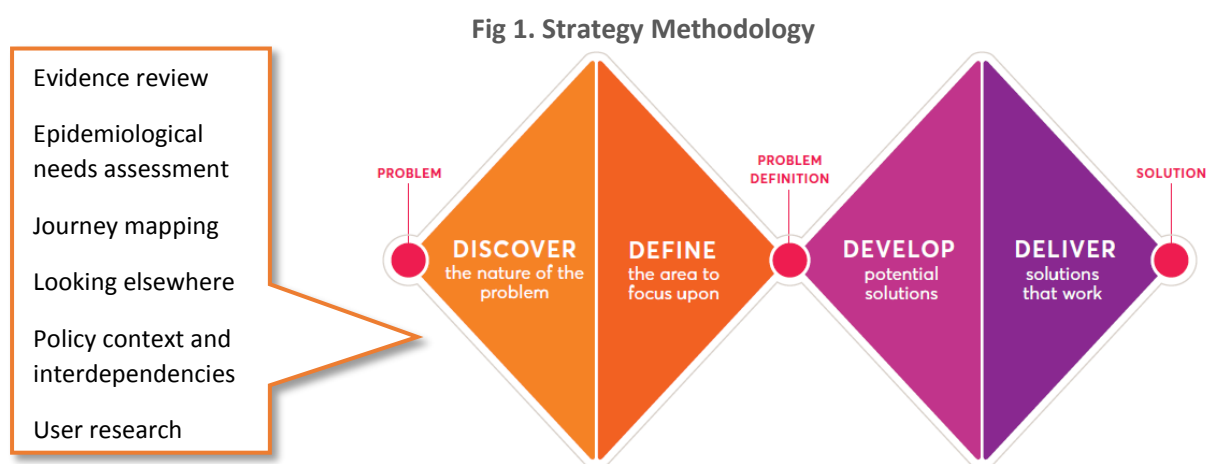 Fig 1. Strategy Methodology
Evidence review
Epidemiological
needs assessment
Journey mapping
Looking elsewhere
Policy context and
interdependencies
User research
PROBLEM
DISCOVER
the nature of the
problem
DEFINE
the area to
focus upon
PROBLEM
DEFINITION
DEVELOP
potential
solutions
DELIVER
solutions
that work
SOLUTION